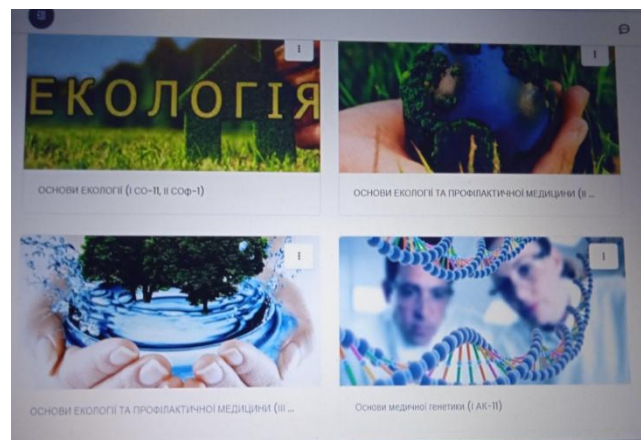 ЕКОЛОГІЯ
ОСНОВИ ЕКОЛОГІЇ (І СО-11, ІІ СОф-1)
ОСНОВИ ЕКОЛОГІЇ ТА ПРОФІЛАКТИЧНОЇ МЕДИЦИНИ (ІІ ...
ОСНОВИ ЕКОЛОГІЇ ТА ПРОФІЛАКТИЧНОЇ МЕДИЦИНИ (ІІІ ...
Основи медичної генетики (І АК-11)